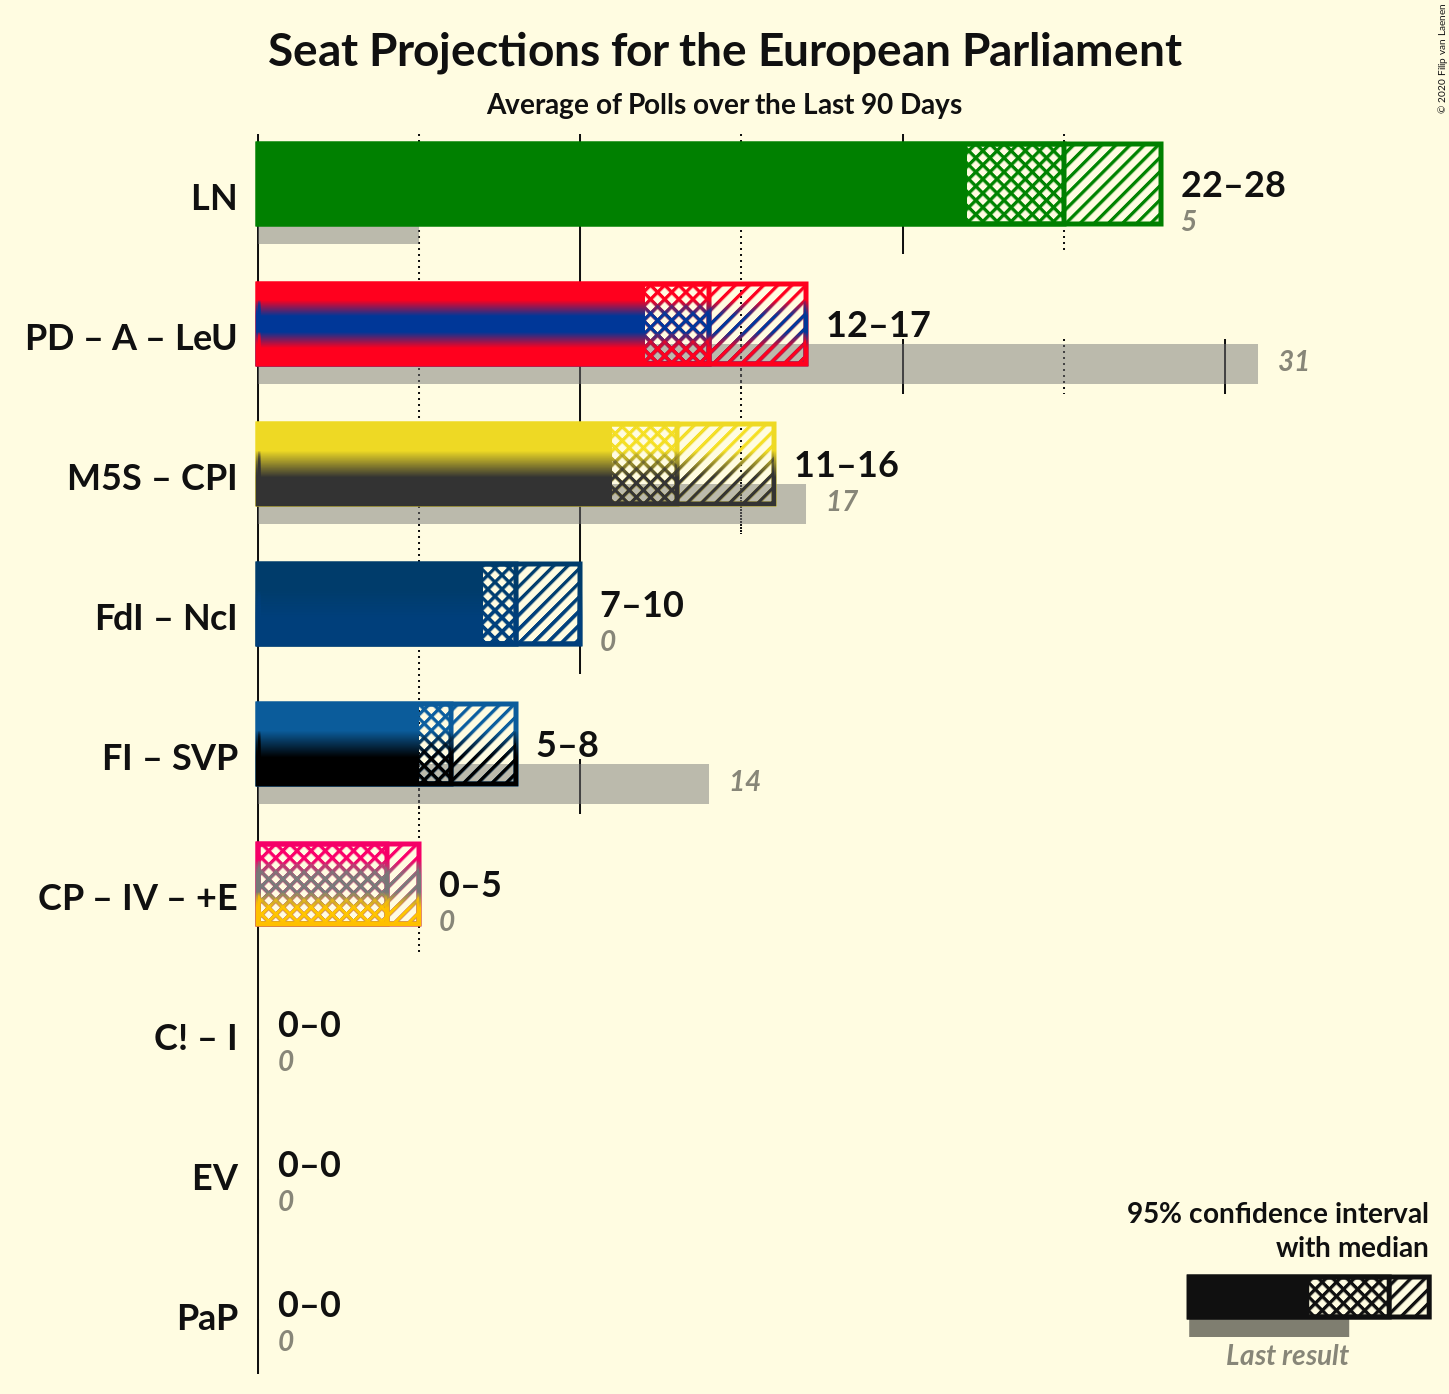 Seat Projections for the European Parliament
Average of Polls over the Last 90 Days
© 2020 Filip van Laenen
LN
22–28
5
PD – A – LeU
12–17
31
M5S – CPI
11–16
17
FdI – NcI
7–10
0
FI – SVP
5–8
14
CP – IV – +E
0–5
0
C! – I
0–0
0
EV
0–0
0
PaP
0–0
0
95% confidence interval
with median
Last result